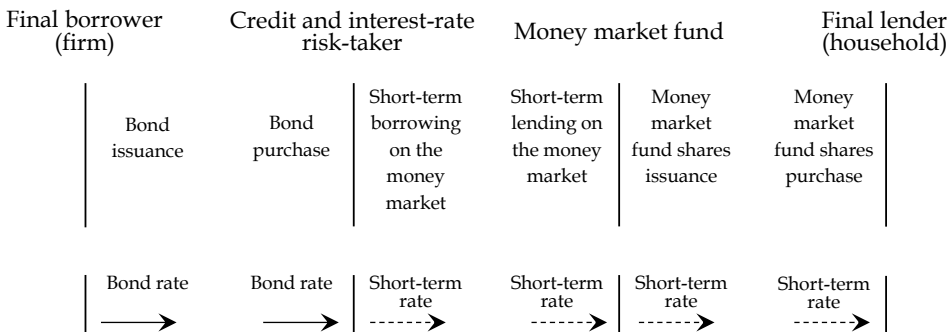 Final borrower
(firm)
Credit and interest-rate
risk-taker
Money market fund
Final lender
(household)
Bond
issuance
Bond
purchase
Short-term
borrowing
on the
money
market
Short-term
lending on
the money
market
Money
market
fund shares
issuance
Money
market
fund shares
purchase
Bond rate
Bond rate
Short-term
rate
Short-term
rate
Short-term
rate
Short-term
rate